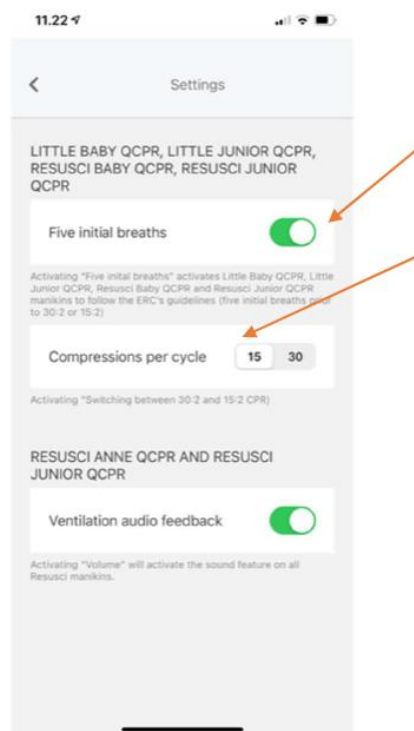 11.22
Settings
LITTLE BABY QCPR, LITTLE JUNIOR QCPR,
RESUSCI BABY QCPR, RESUSCI JUNIOR
QCPR
Five initial breaths
Activating "Five inital breaths" activates Little Baby QCPR, Little
Junior QCPR, Resusci Baby QCPR and Resusci Junior QCPR
manikins to follow the ERC's guidelines (five initial breaths prior
to 30:2 or 15:2)
Compressions per cycle 15 30
Activating "Switching between 30:2 and 15:2 CPR)
RESUSCI ANNE QCPR AND RESUSCI
JUNIOR QCPR
Ventilation audio feedback
Activating "Volume" will activate the sound feature on all
Resusci manikins.